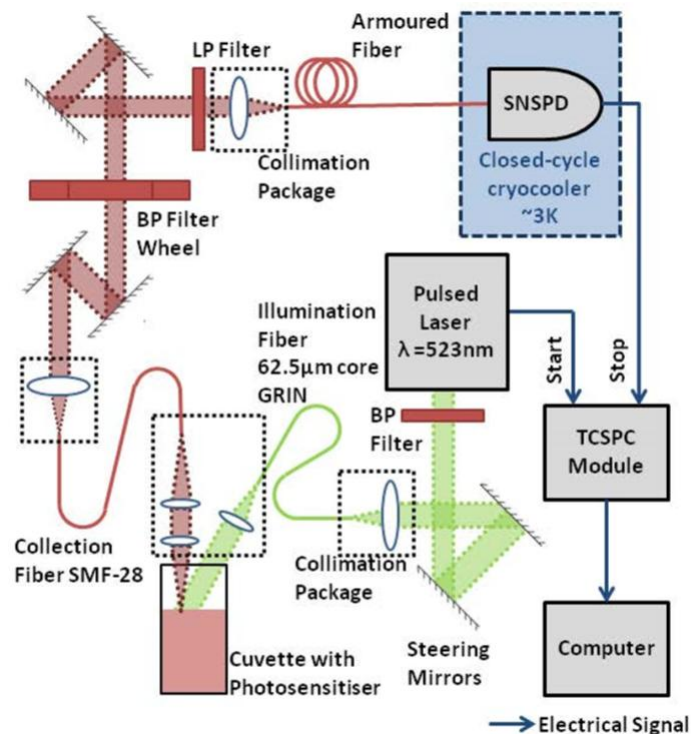 LP Filter
Armoured
Fiber
SNSPD
Closed-cycle
cryocooler
~3K
Collimation
Package
BP Filter
Wheel
Illumination
Fiber
62.5µm core
GRIN
Pulsed
Laser
λ=523nm
Start
Stop
BP
Filter
TCSPC
Module
Collection
Fiber SMF-28
Collimation
Package
Steering
Mirrors
Computer
Cuvette with
Photosensitiser
Electrical Signal